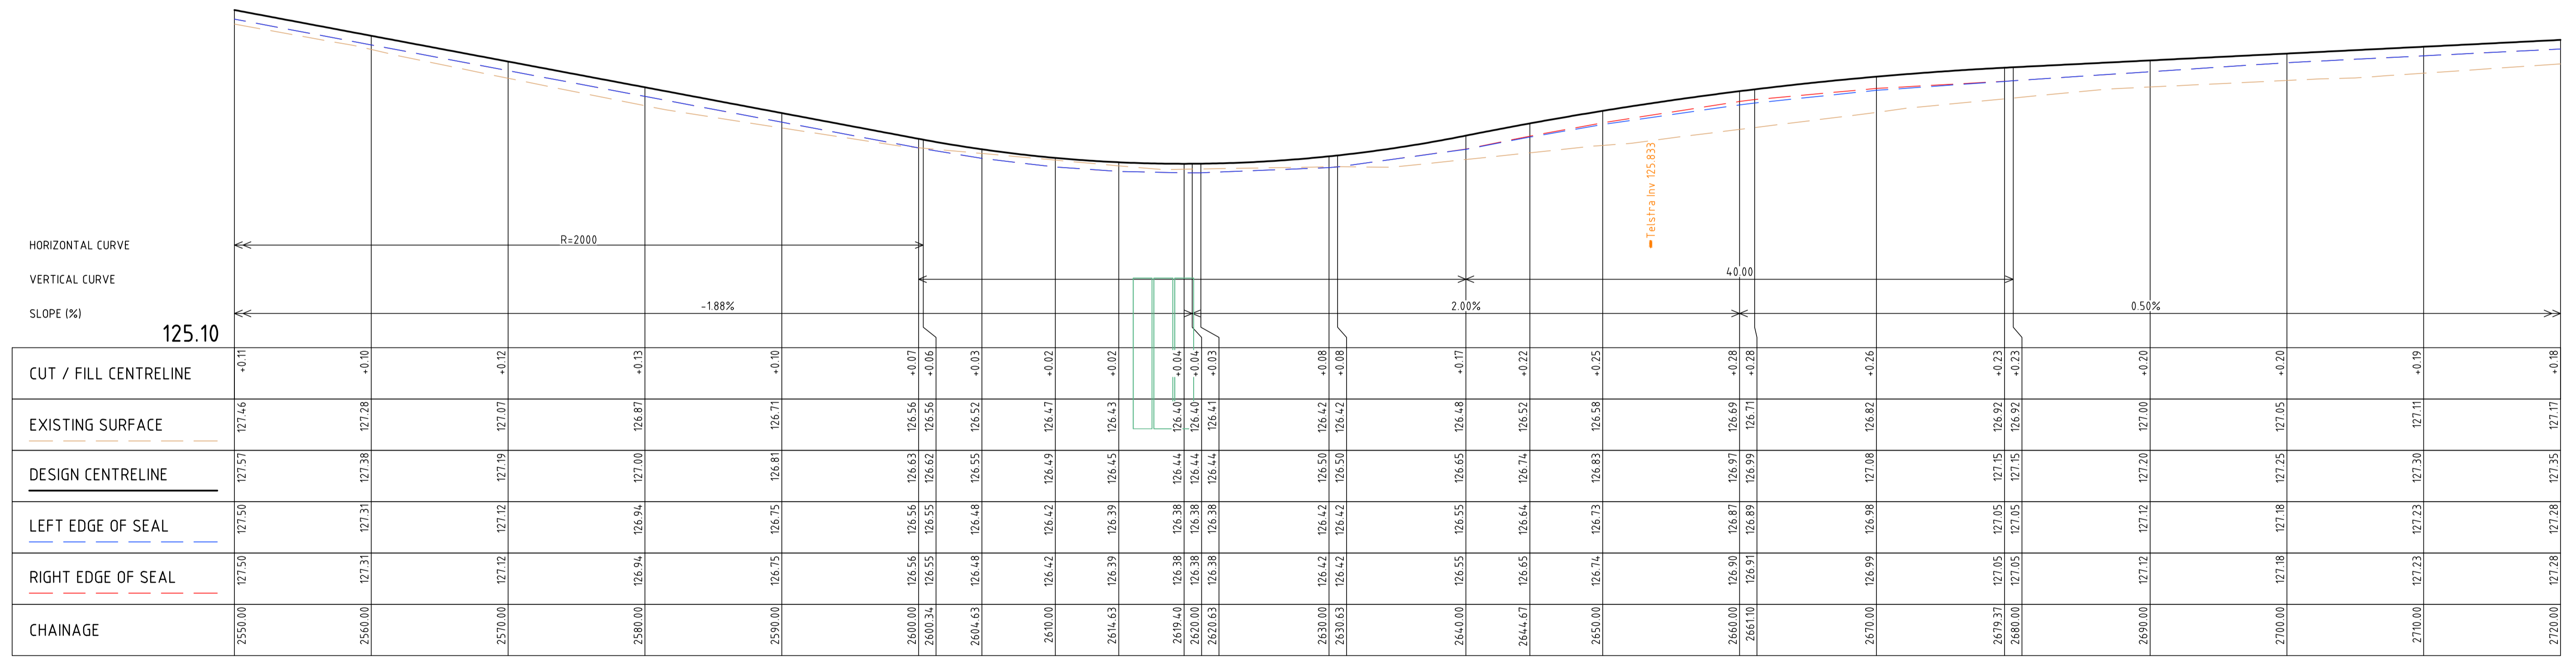 Telstra Inv 125.833
HORIZONTAL CURVE R=2000
VERTICAL CURVE 40.00
SLOPE (%) -1.88% 2.00% 0.50%
125.10
CUT / FILL CENTRELINE +0.11 +0.10 +0.12 +0.13 +0.10 +0.07 +0.06 +0.03 +0.02 +0.02 +0.04 +0.04 +0.03 +0.08 +0.08 +0.17 +0.22 +0.25 +0.28 +0.28 +0.26 +0.23 +0.23 +0.20 +0.20 +0.19 +0.18
EXISTING SURFACE 127.46 127.28 127.07 126.87 126.71 126.56 126.56 126.52 126.47 126.43 126.40 126.40 126.41 126.42 126.42 126.48 126.52 126.58 126.69 126.71 126.82 126.92 126.92 127.00 127.05 127.11 127.17
DESIGN CENTRELINE 127.57 127.38 127.19 127.00 126.81 126.63 126.62 126.55 126.49 126.45 126.44 126.44 126.44 126.50 126.50 126.65 126.74 126.83 126.97 126.99 127.08 127.15 127.15 127.20 127.25 127.30 127.35
LEFT EDGE OF SEAL 127.50 127.31 127.12 126.94 126.75 126.56 126.55 126.48 126.42 126.39 126.38 126.38 126.38 126.42 126.42 126.55 126.64 126.73 126.87 126.89 126.98 127.05 127.05 127.12 127.18 127.23 127.28
RIGHT EDGE OF SEAL 127.50 127.31 127.12 126.94 126.75 126.56 126.55 126.48 126.42 126.39 126.38 126.38 126.38 126.42 126.42 126.55 126.65 126.74 126.90 126.91 126.99 127.05 127.05 127.12 127.18 127.23 127.28
CHAINAGE 2550.00 2560.00 2570.00 2580.00 2590.00 2600.00 2600.34 2604.63 2610.00 2614.63 2619.40 2620.00 2620.63 2630.00 2630.63 2640.00 2644.67 2650.00 2660.00 2661.10 2670.00 2679.37 2680.00 2690.00 2700.00 2710.00 2720.00